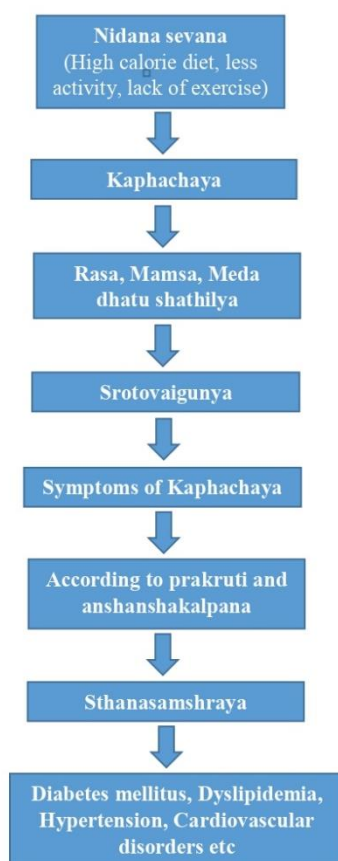 Nidana sevana
(High calorie diet, less
activity, lack of exercise)
Kaphachaya
Rasa, Mamsa, Meda
dhatu shathilya
Srotovaigunya
Symptoms of Kaphachaya
According to prakruti and
anshanshakalpana
Sthanasamshraya
Diabetes mellitus, Dyslipidemia,
Hypertension, Cardiovascular
disorders etc